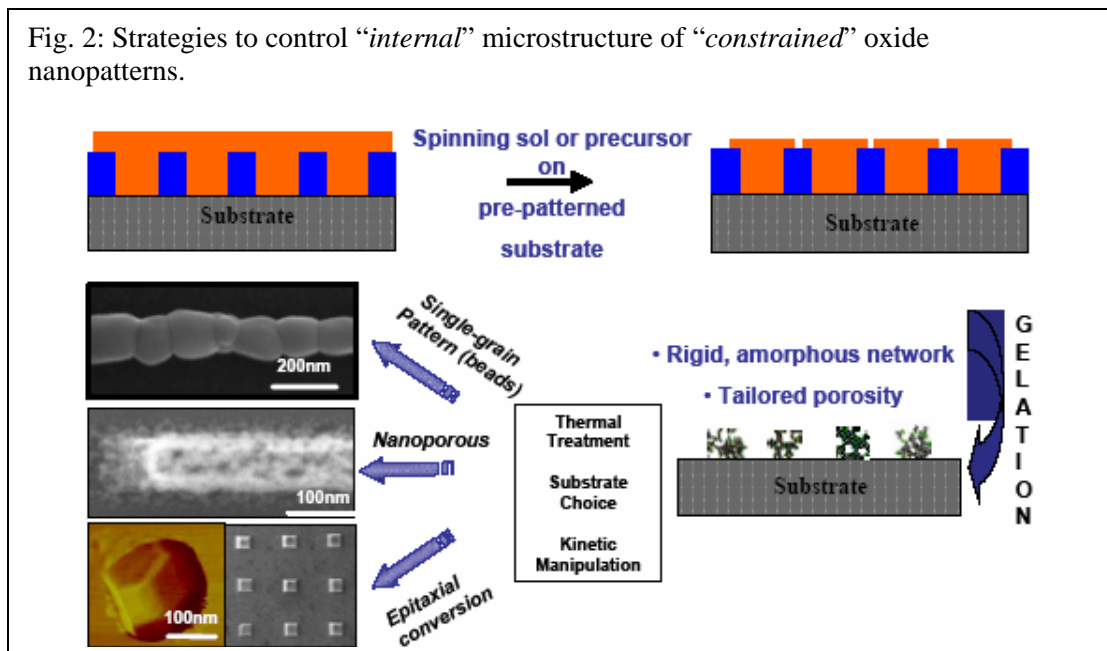 Fig. 2: Strategies to control “internal” microstructure of “constrained” oxide
nanopatterns.
Spinning sol or precursor
on
pre-patterned
substrate
Substrate
Substrate
Single-grain
Pattern (beads)
200nm
Nanoporous
100nm
Epitaxial
conversion
100nm
Thermal
Treatment
Substrate
Choice
Kinetic
Manipulation
• Rigid, amorphous network
• Tailored porosity
Substrate
GELATION